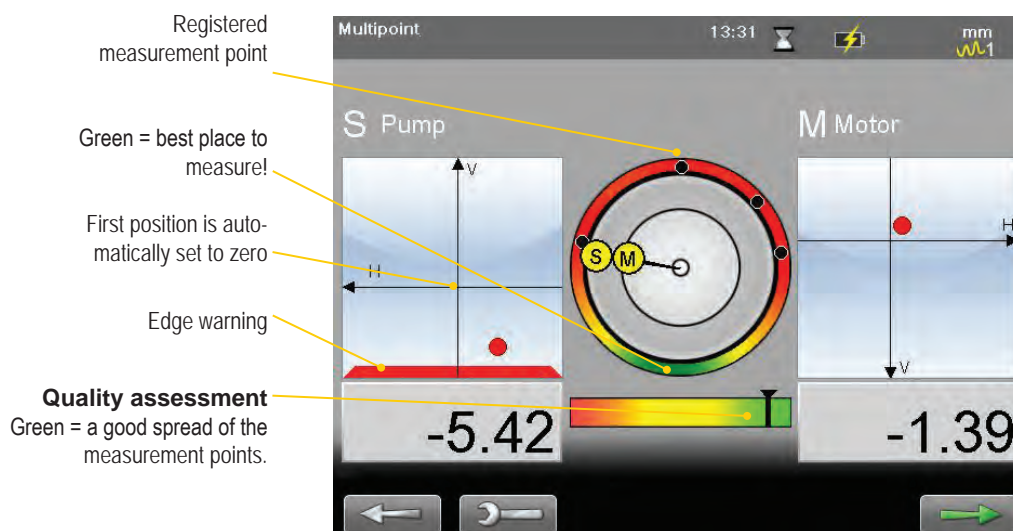 Registered
measurement point
Green = best place to
measure!
First position is auto-
matically set to zero
Edge warning
Quality assessment
Green = a good spread of the
measurement points.
Multipoint
13:31
mm
1
S Pump
M Motor
V
H
S M
H
V
-5.42
-1.39